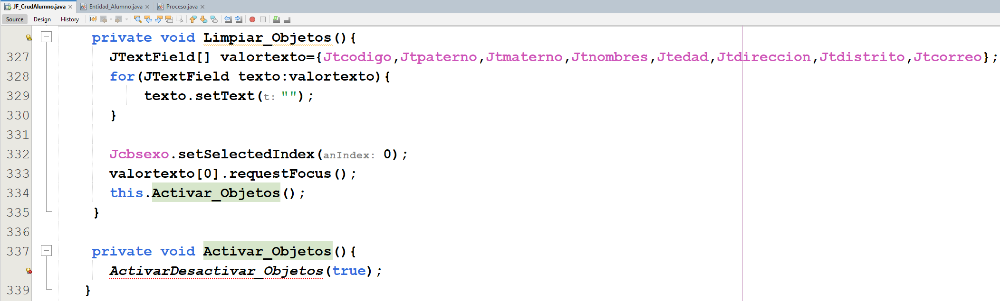 JF_CrudAlumno.java Entidad_Alumno.java Proceso.java
Source Design History
private void Limpiar_Objetos(){
327 JTextField[] valortexto={Jtcodigo,Jtpaterno,Jtmaterno,Jtnombres,Jtedad,Jtdireccion,Jtdistrito,Jtcorreo};
328 for(JTextField texto:valortexto){
329 texto.setText(t: "");
330 }
331
332 Jcbsexo.setSelectedIndex(anIndex: 0);
333 valortexto[0].requestFocus();
334 this.Activar_Objetos();
335 }
336
337 private void Activar_Objetos(){
ActivarDesactivar_Objetos(true);
339 }